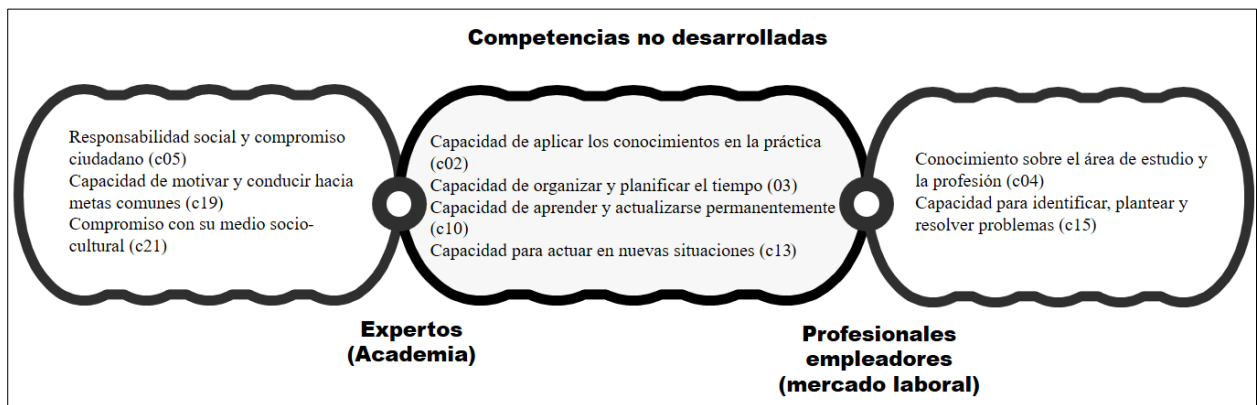 Competencias no desarrolladas
Responsabilidad social y compromiso
ciudadano (c05)
Capacidad de motivar y conducir hacia
metas comunes (c19)
Compromiso con su medio socio-
cultural (c21)
Capacidad de aplicar los conocimientos en la práctica
(c02)
Capacidad de organizar y planificar el tiempo (03)
Capacidad de aprender y actualizarse permanentemente
(c10)
Capacidad para actuar en nuevas situaciones (c13)
Conocimiento sobre el área de estudio y
la profesión (c04)
Capacidad para identificar, plantear y
resolver problemas (c15)
Expertos
(Academia)
Profesionales
empleadores
(mercado laboral)